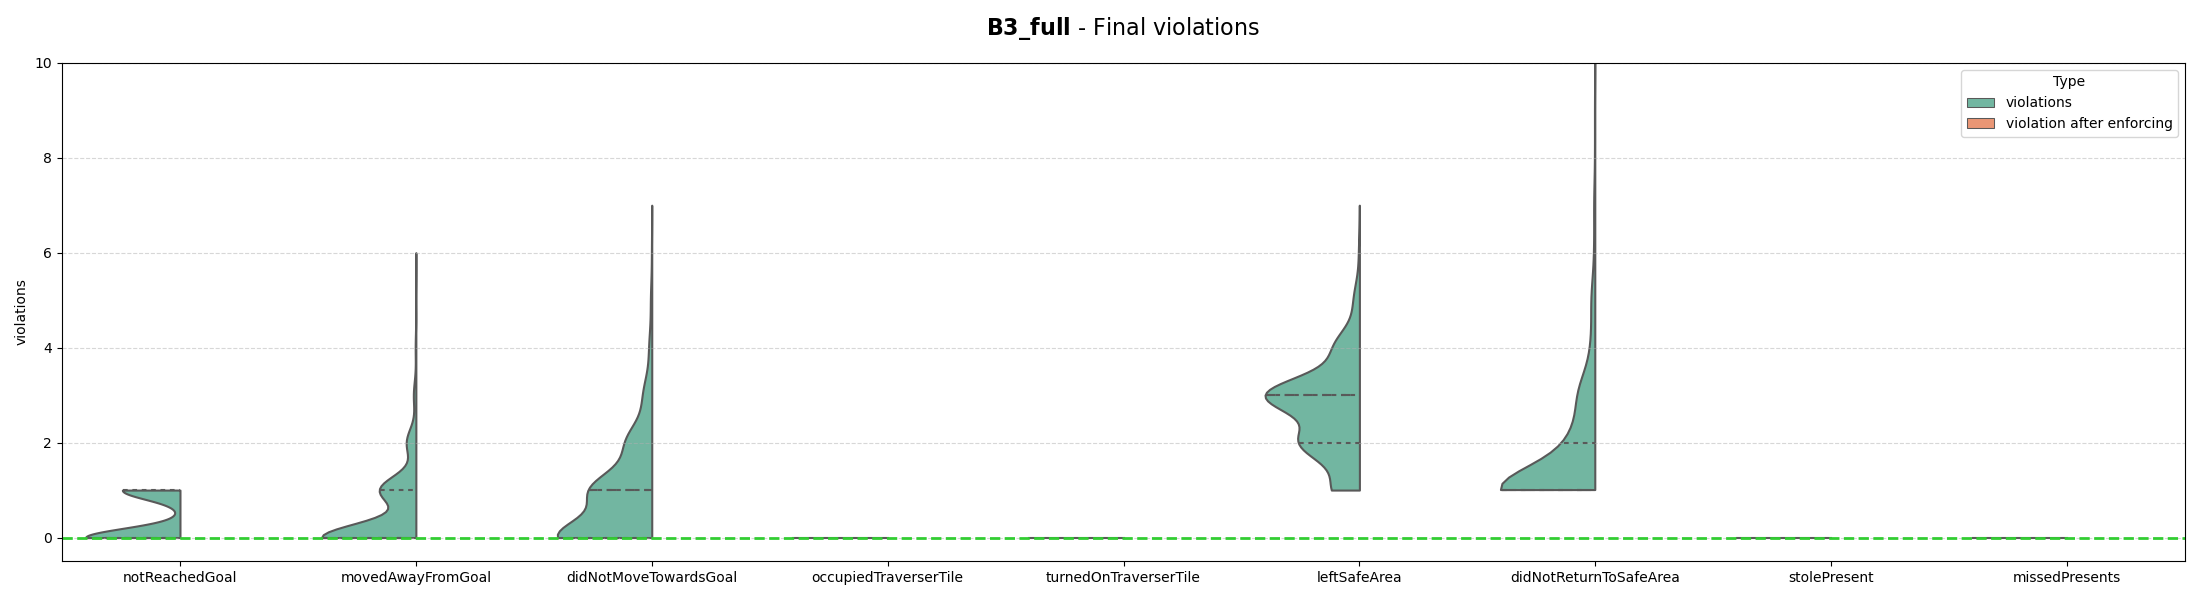 B3_full - Final violations
10
8
6
4
2
0
violations
Type
violations
violation after enforcing
notReachedGoal
movedAwayFromGoal
didNotMoveTowardsGoal
occupiedTraverserTile
turnedOnTraverserTile
leftSafeArea
didNotReturnToSafeArea
stolePresent
missedPresents